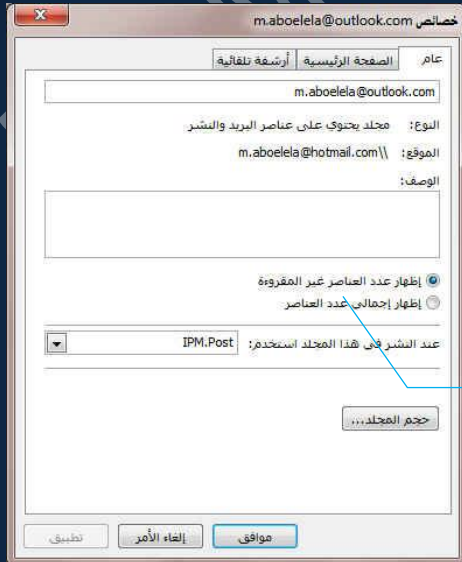 خصائص m.aboelela@outlook.com
عام الصفحة الرئيسية أرشفة تلقائية
m.aboelela@outlook.com
النوع: مجلد يحتوي على عناصر البريد والنشر
الموقع: \\m.aboelela@hotmail.com
الوصف:
إظهار عدد العناصر غير المقروءة
إظهار إجمالي عدد العناصر
عند النشر في هذا المجلد استخدم: IPM.Post
حجم المجلد...
موافق إلغاء الأمر تطبيق